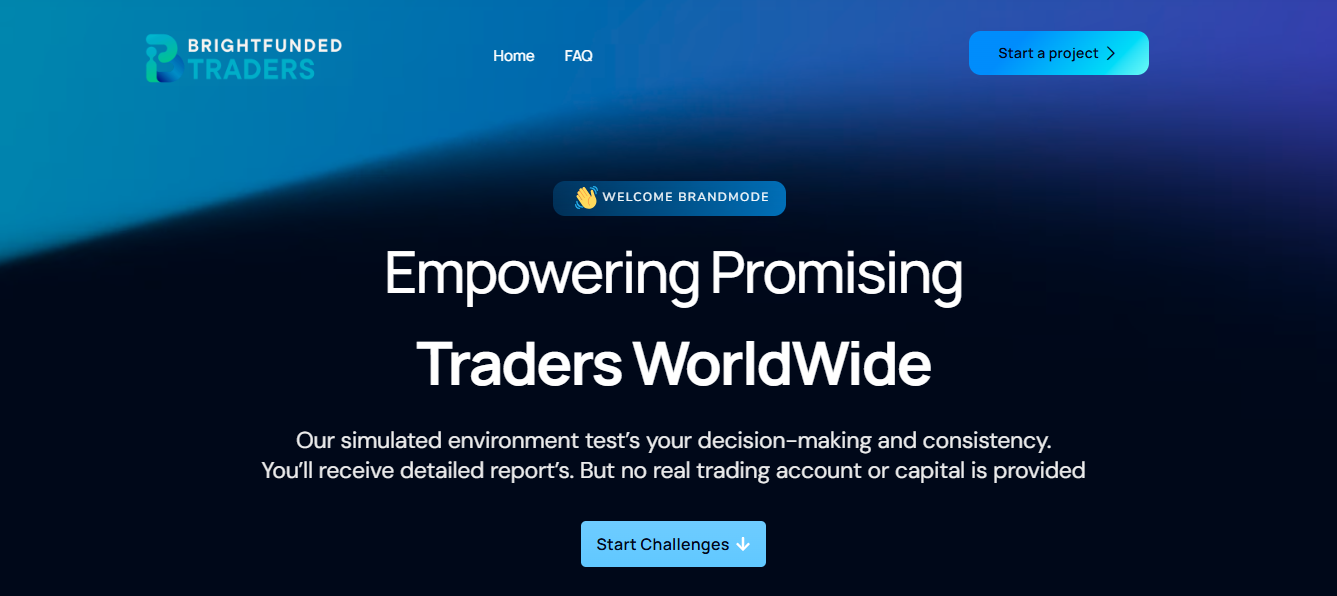 BRIGHTFUNDED
TRADERS
Home
FAQ
Start a project
WELCOME BRANDMODE
Empowering Promising
Traders WorldWide
Our simulated environment test's your decision-making and consistency.
You'll receive detailed report's. But no real trading account or capital is provided
Start Challenges